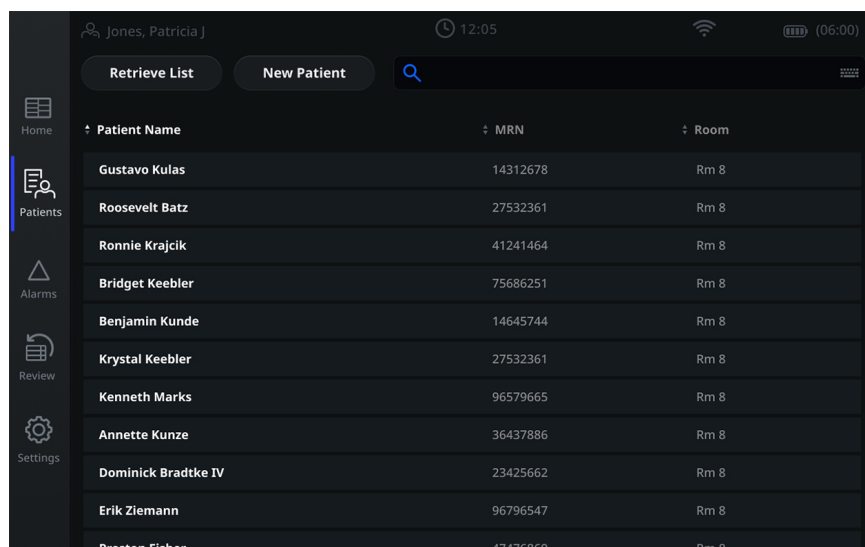 Jones, Patricia J
12:05
(06:00)
Retrieve List
New Patient
Home
Patients
Alarms
Review
Settings
Patient Name MRN Room
Gustavo Kulas 14312678 Rm 8
Roosevelt Batz 27532361 Rm 8
Ronnie Krajcik 41241464 Rm 8
Bridget Keebler 75686251 Rm 8
Benjamin Kunde 14645744 Rm 8
Krystal Keebler 27532361 Rm 8
Kenneth Marks 96579665 Rm 8
Annette Kunze 36437886 Rm 8
Dominick Bradtke IV 23425662 Rm 8
Erik Ziemann 96796547 Rm 8